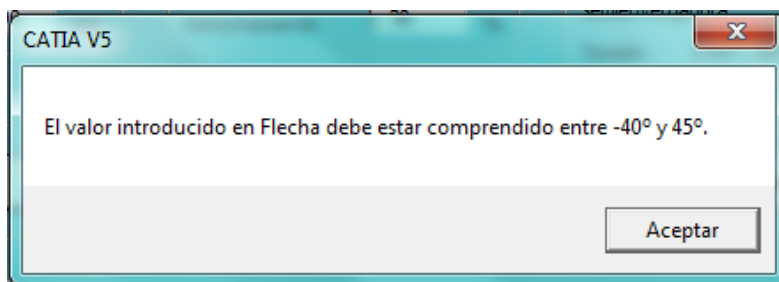 CATIA V5
El valor introducido en Flecha debe estar comprendido entre -40º y 45º.
Aceptar